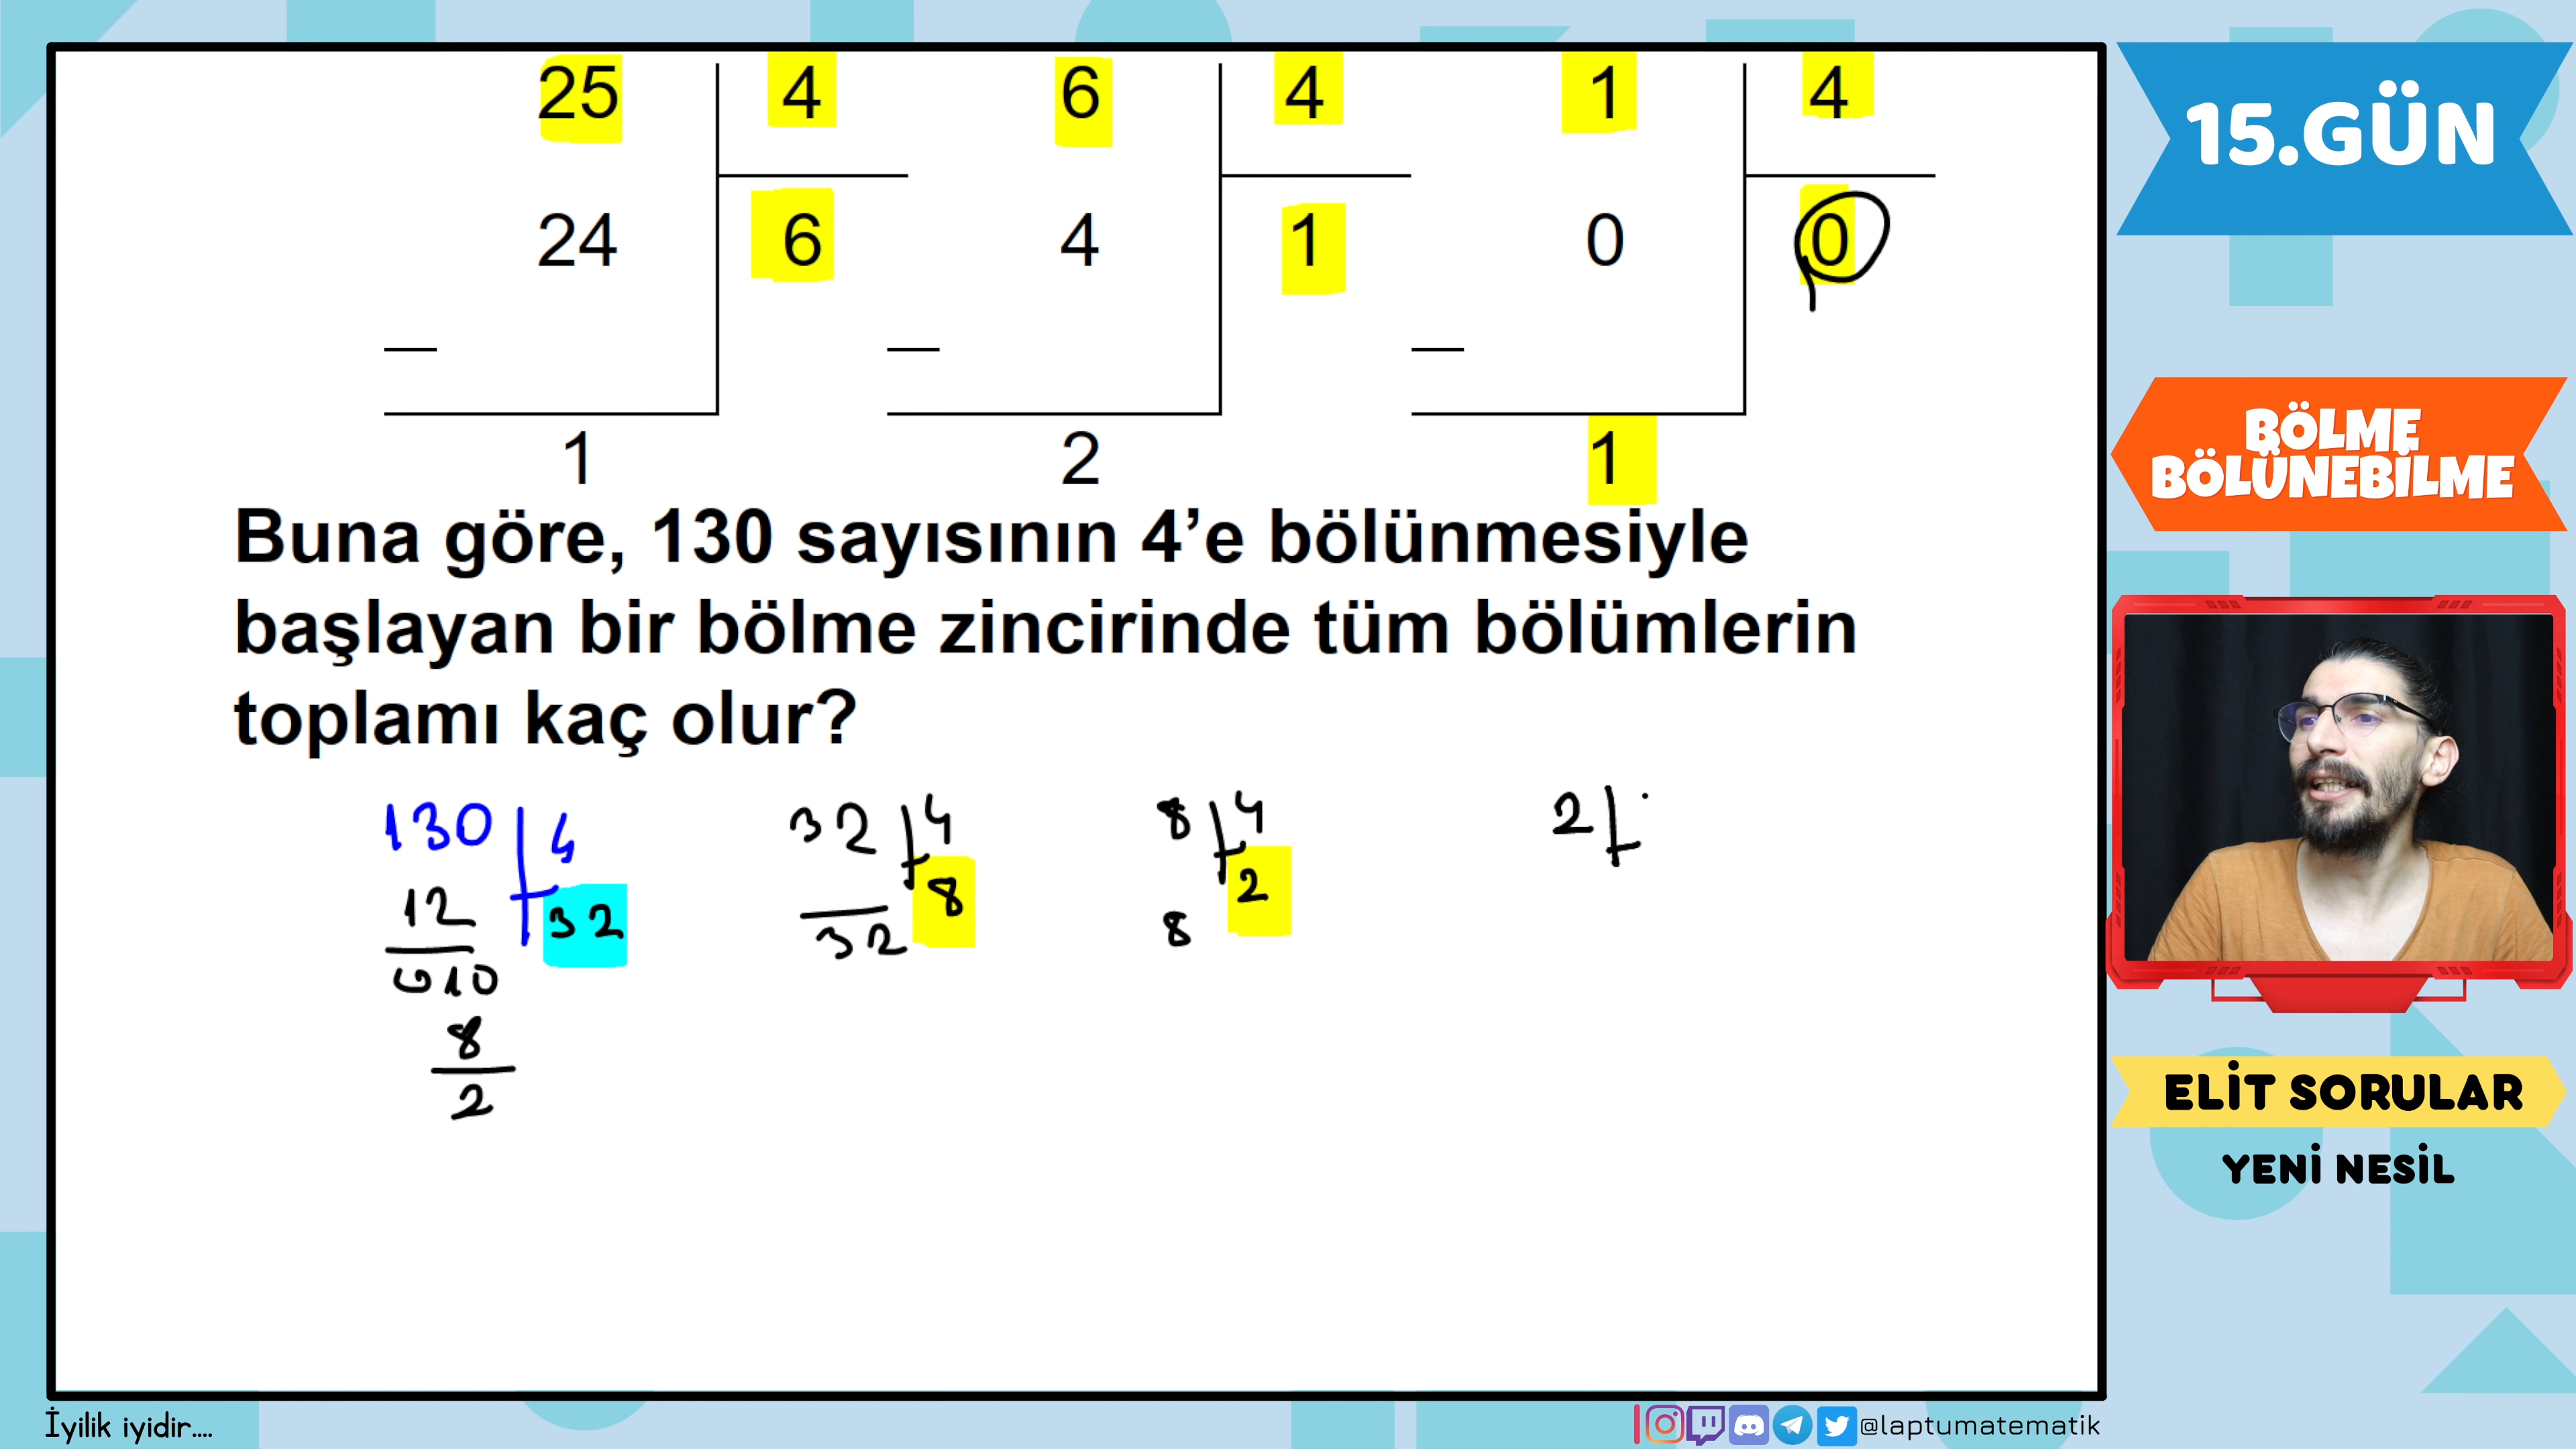 25 4 6 4 1 4
24 6 4 1 0 0
1 2 1
Buna göre, 130 sayısının 4’e bölünmesiyle
başlayan bir bölme zincirinde tüm bölümlerin
toplamı kaç olur?
130 4 32 4 8 4 2
12 32 8 2
32 8
010
8
2
15.GÜN
BÖLME
BÖLÜNEBİLME
ELİT SORULAR
YENİ NESİL
İyilik iyidir....
@laptumatematik